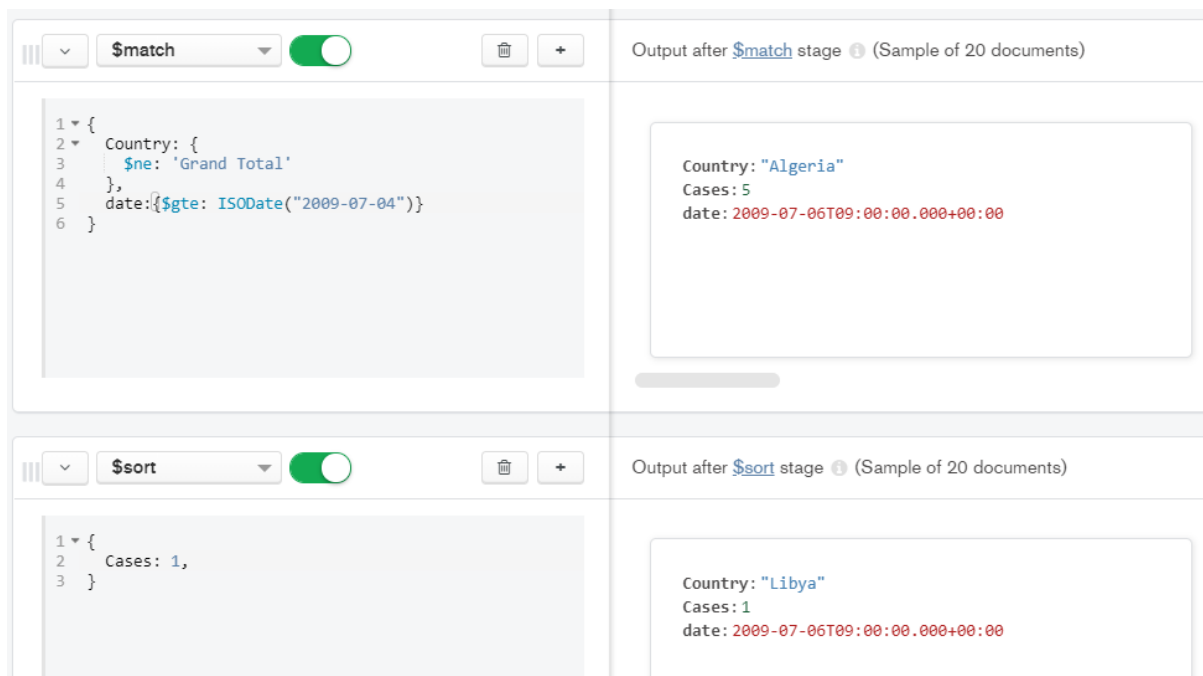 $match
Output after $match stage (Sample of 20 documents)
1 {
2 Country: {
3 $ne: 'Grand Total'
4 },
5 date:{$gte: ISODate("2009-07-04")}
6 }
Country: "Algeria"
Cases: 5
date: 2009-07-06T09:00:00.000+00:00
$sort
Output after $sort stage (Sample of 20 documents)
1 {
2 Cases: 1,
3 }
Country: "Libya"
Cases: 1
date: 2009-07-06T09:00:00.000+00:00